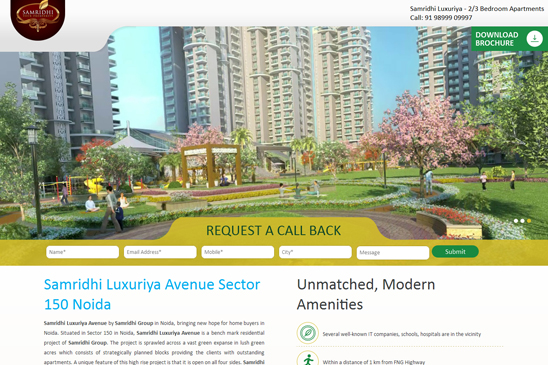 SAMRIDHI
Samridhi Luxuriya - 2/3 Bedroom Apartments
Call: 91 98999 09997
DOWNLOAD
BROCHURE
REQUEST A CALL BACK
Name*
Email Address*
Mobile*
City*
Message
Submit
Samridhi Luxuriya Avenue Sector
150 Noida
Samridhi Luxuriya Avenue by Samridhi Group in Noida, bringing new hope for home buyers in
Noida. Situated in Sector 150 in Noida, Samridhi Luxuriya Avenue is a bench mark residential
project of Samridhi Group. The project is sprawled across a vast green expanse in lush green
acres which consists of strategically planned blocks providing the clients with outstanding
apartments. A unique feature of this high rise project is that it is open on all four sides. Samridhi
Unmatched, Modern
Amenities
Several well-known IT companies, schools, hospitals are in the vicinity
Within a distance of 1 km from FNG Highway